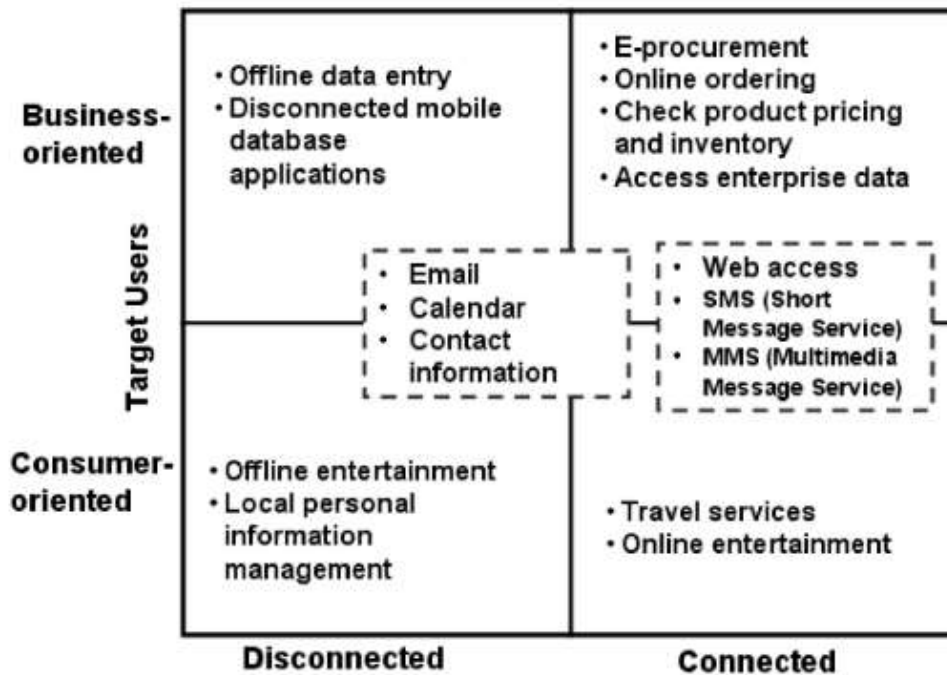 Business-
oriented
• Offline data entry
• Disconnected mobile
database
applications
• E-procurement
• Online ordering
• Check product pricing
and inventory
• Access enterprise data
Target Users
• Email
• Calendar
• Contact
information
• Web access
• SMS (Short
Message Service)
• MMS (Multimedia
Message Service)
Consumer-
oriented
• Offline entertainment
• Local personal
information
management
• Travel services
• Online entertainment
Disconnected
Connected